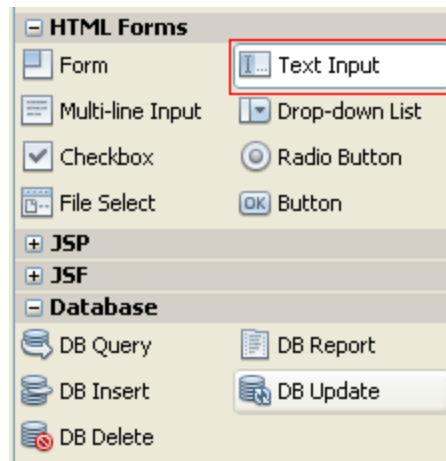 HTML Forms
Form Text Input
Multi-line Input Drop-down List
Checkbox Radio Button
File Select OK Button
JSP
JSF
Database
DB Query DB Report
DB Insert DB Update
DB Delete